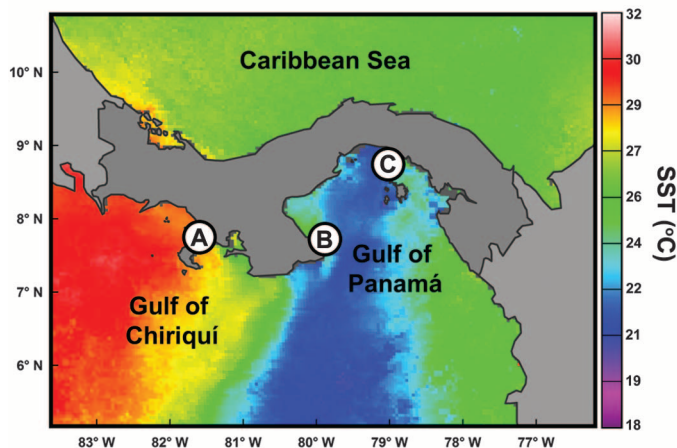 Caribbean Sea
10° N
9° N
8° N
7° N
6° N
A
B
C
Gulf of
Chiriquí
Gulf of
Panamá
83° W
82° W
81° W
80° W
79° W
78° W
77° W
32
30
29
28
27
26
24
23
22
21
19
18
SST (°C)